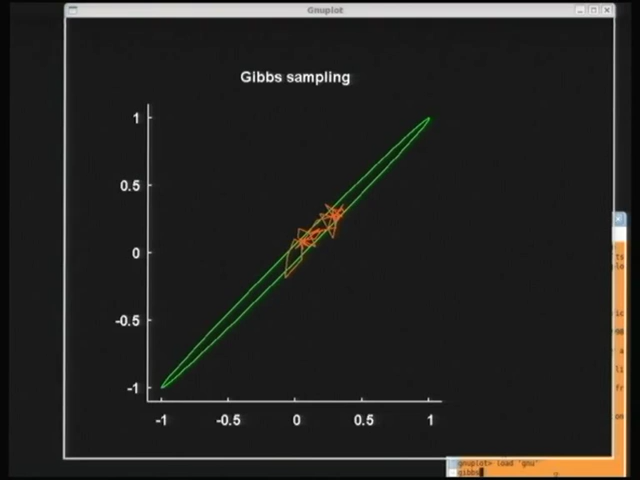 Gnuplot
Gibbs sampling
1
0.5
0
-0.5
-1
-1 -0.5 0 0.5 1
gnuplot> load 'gnu'
gibbs